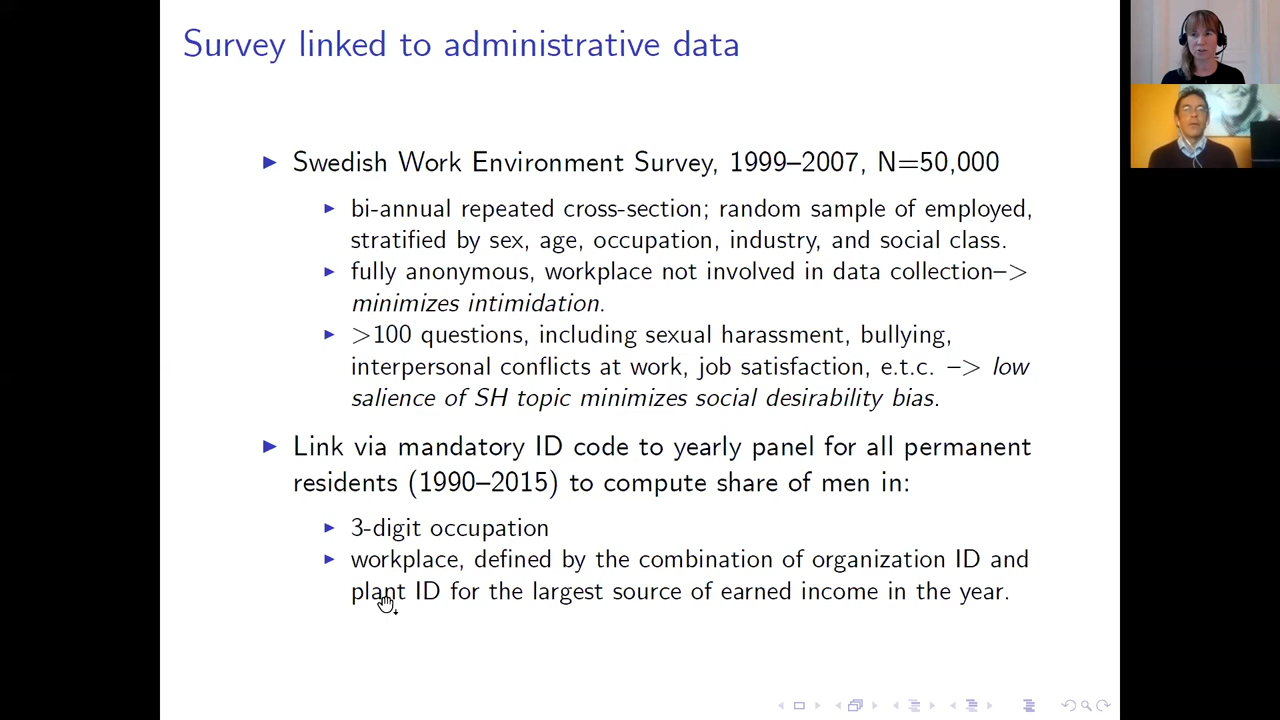 Survey linked to administrative data
Swedish Work Environment Survey, 1999–2007, N=50,000
bi-annual repeated cross-section; random sample of employed,
stratified by sex, age, occupation, industry, and social class.
fully anonymous, workplace not involved in data collection–>
minimizes intimidation.
>100 questions, including sexual harassment, bullying,
interpersonal conflicts at work, job satisfaction, e.t.c. –> low
salience of SH topic minimizes social desirability bias.
Link via mandatory ID code to yearly panel for all permanent
residents (1990–2015) to compute share of men in:
3-digit occupation
workplace, defined by the combination of organization ID and
plant ID for the largest source of earned income in the year.